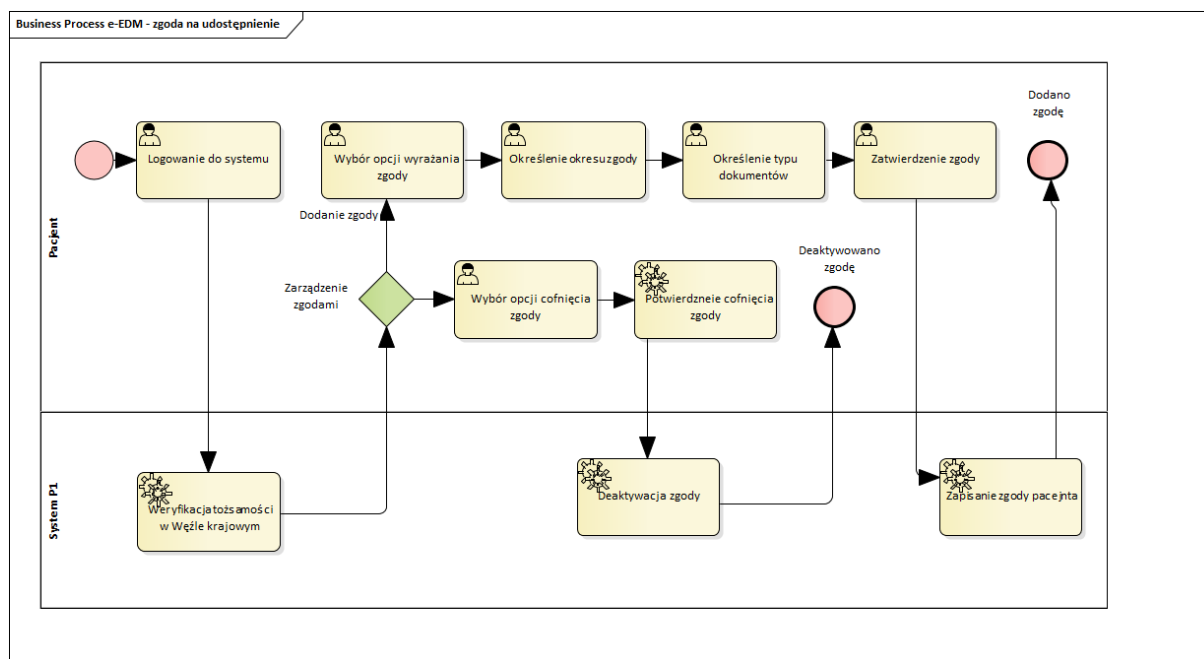 Business Process e-EDM - zgoda na udostępnienie
Dodano
zgodę
Logowanie do systemu
Wybór opcji wyrażania
zgody
Określenie okresu zgody
Określenie typu
dokumentów
Zatwierdzenie zgody
Dodanie zgody
Pacjent
Deaktywowano
zgodę
Zarządzenie
zgodami
Wybór opcji cofnięcia
zgody
Potwierdzneie cofnięcia
zgody
System P1
Weryfikacja tożsamości
w Węźle krajowym
Deaktywacja zgody
Zapisanie zgody pacejnta